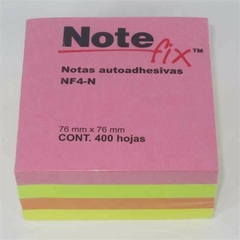 Note
fix™
Notas autoadhesivas
NF4-N
76 mm x 76 mm
CONT. 400 hojas